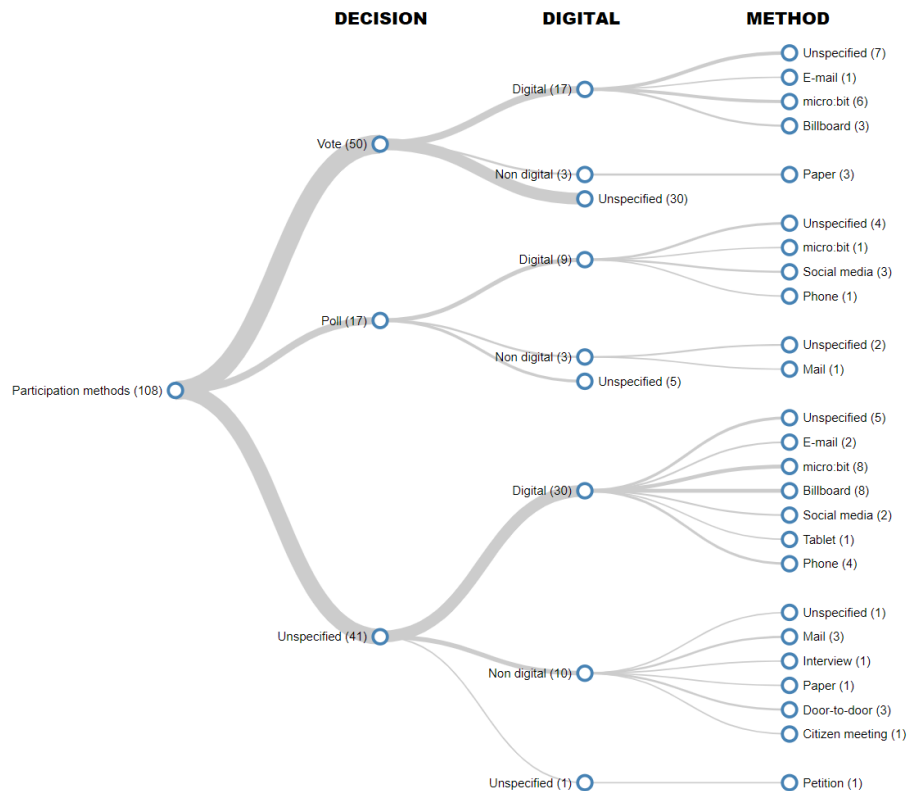 DECISION DIGITAL METHOD
Unspecified (7)
E-mail (1)
Digital (17)
micro:bit (6)
Billboard (3)
Vote (50)
Non digital (3)
Paper (3)
Unspecified (30)
Unspecified (4)
micro:bit (1)
Digital (9)
Social media (3)
Phone (1)
Poll (17)
Unspecified (2)
Non digital (3)
Mail (1)
Unspecified (5)
Participation methods (108)
Unspecified (5)
E-mail (2)
micro:bit (8)
Digital (30)
Billboard (8)
Social media (2)
Tablet (1)
Phone (4)
Unspecified (1)
Unspecified (41)
Mail (3)
Interview (1)
Non digital (10)
Paper (1)
Door-to-door (3)
Citizen meeting (1)
Unspecified (1)
Petition (1)